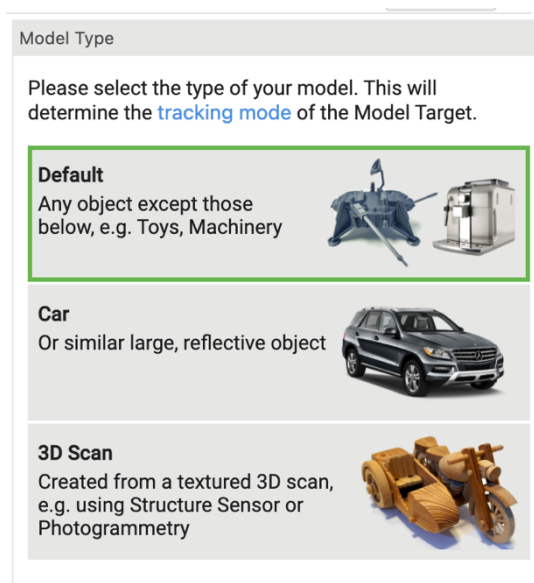 Model Type
Please select the type of your model. This will
determine the tracking mode of the Model Target.
Default
Any object except those
below, e.g. Toys, Machinery
Car
Or similar large, reflective object
3D Scan
Created from a textured 3D scan,
e.g. using Structure Sensor or
Photogrammetry